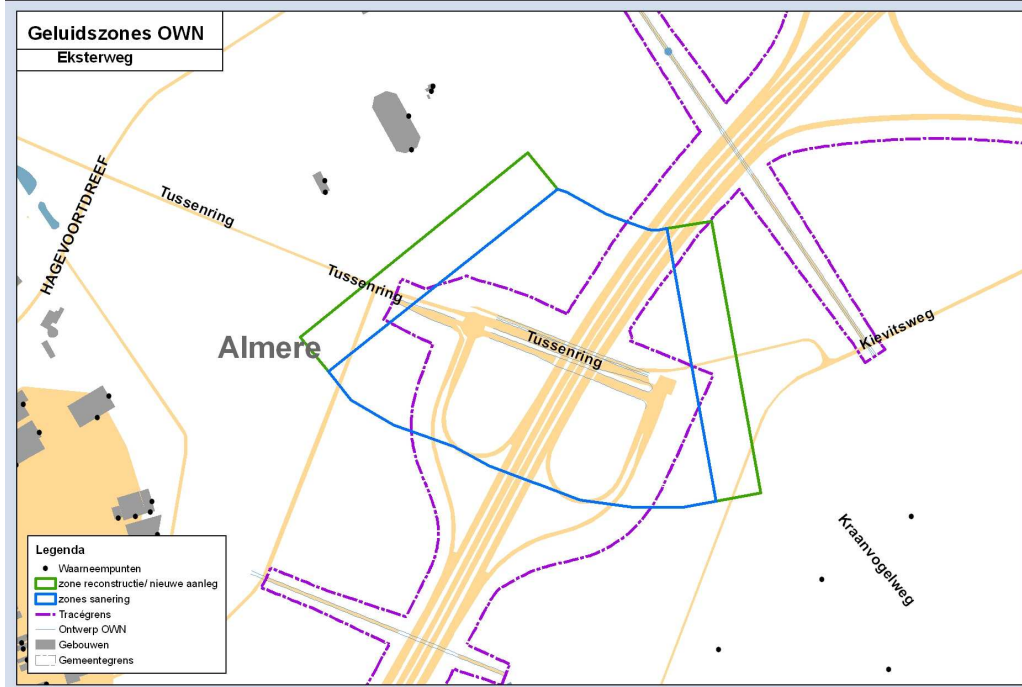 Geluidszones OWN
Eksterweg
HAGEVOORTDREEF
Tussenring
Tussenring
Almere
Tussenring
Kievitsweg
Kraanvogelweg
Legenda
Waarneempunten
zone reconstructie/ nieuwe aanleg
zones sanering
Tracégrens
Ontwerp OWN
Gebouwen
Gemeentegrens